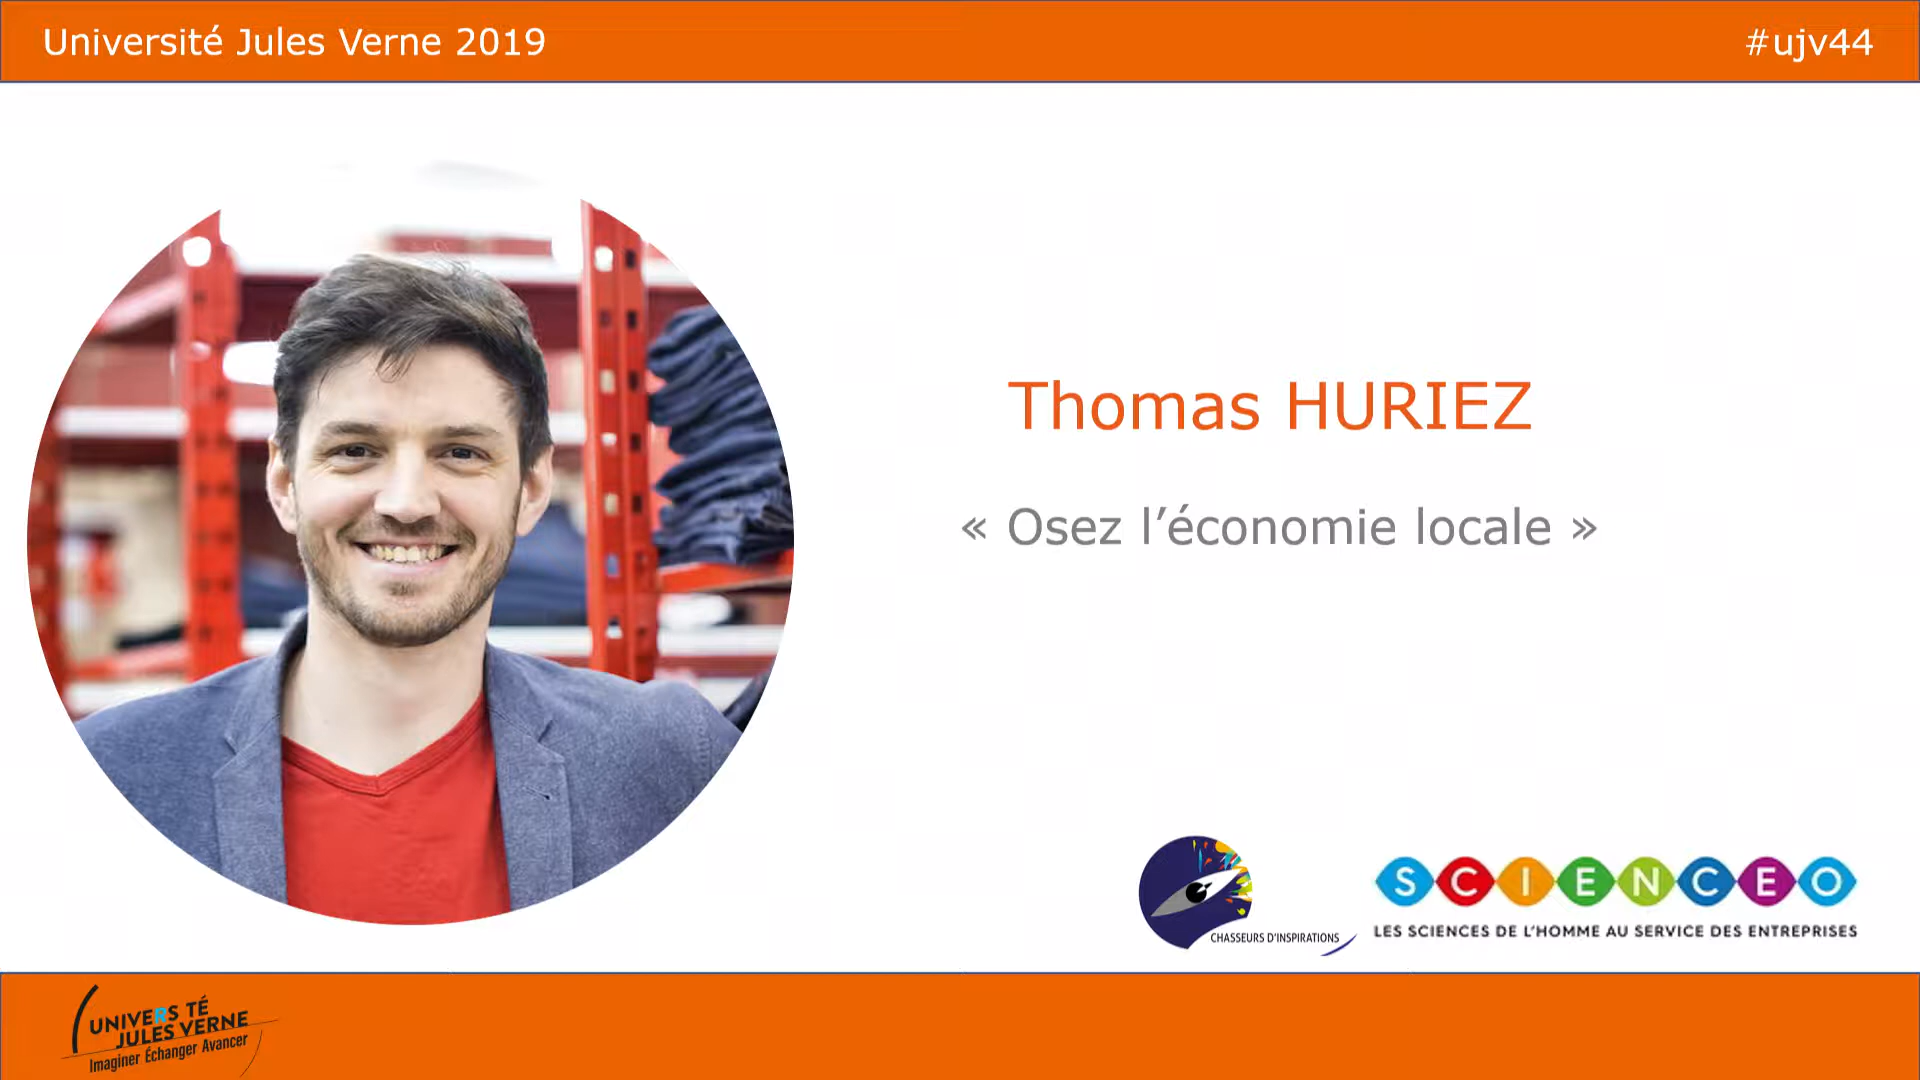 Université Jules Verne 2019
#ujv44
Thomas HURIEZ
« Osez l’économie locale »
CHASSEURS D'INSPIRATIONS
SCIENCEO
LES SCIENCES DE L'HOMME AU SERVICE DES ENTREPRISES
UNIVERS TÉ
JULES VERNE
Imaginer Échanger Avancer